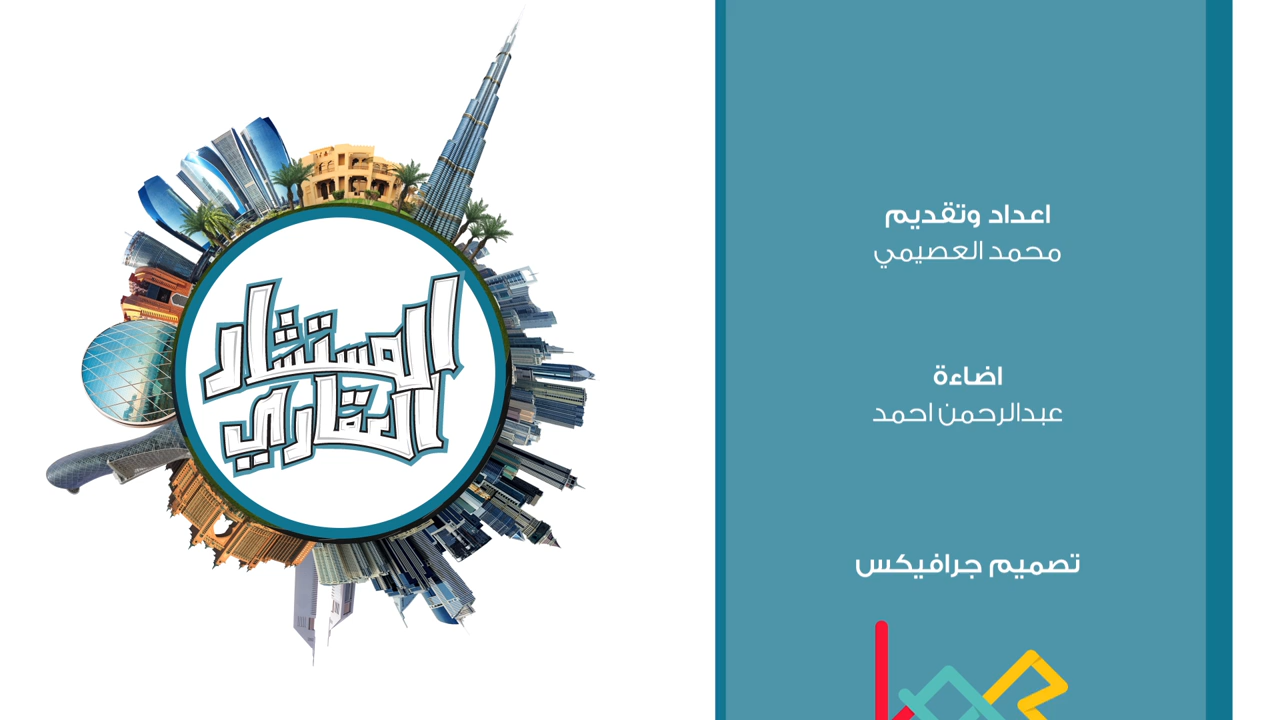 المستشار
العقاري
اعداد وتقديم
محمد العصيمي
اضاءة
عبدالرحمن احمد
تصميم جرافيكس